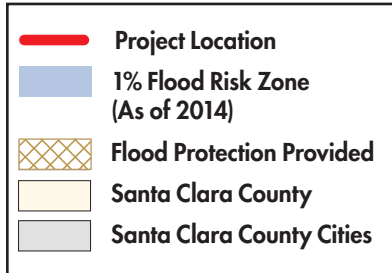 Project Location
1% Flood Risk Zone
(As of 2014)
Flood Protection Provided
Santa Clara County
Santa Clara County Cities